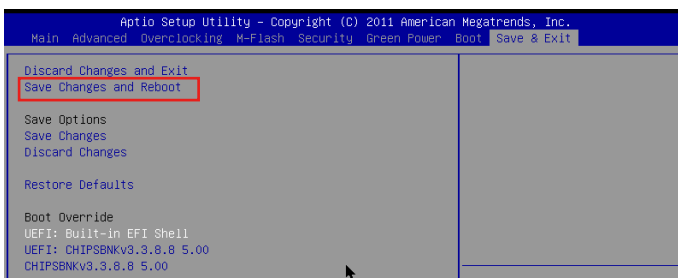 Aptio Setup Utility – Copyright (C) 2011 American Megatrends, Inc.
Main Advanced Overclocking M-Flash Security Green Power Boot Save & Exit
Discard Changes and Exit
Save Changes and Reboot
Save Options
Save Changes
Discard Changes
Restore Defaults
Boot Override
UEFI: Built-in EFI Shell
UEFI: CHIPSBNKv3.3.8.8 5.00
CHIPSBNKv3.3.8.8 5.00